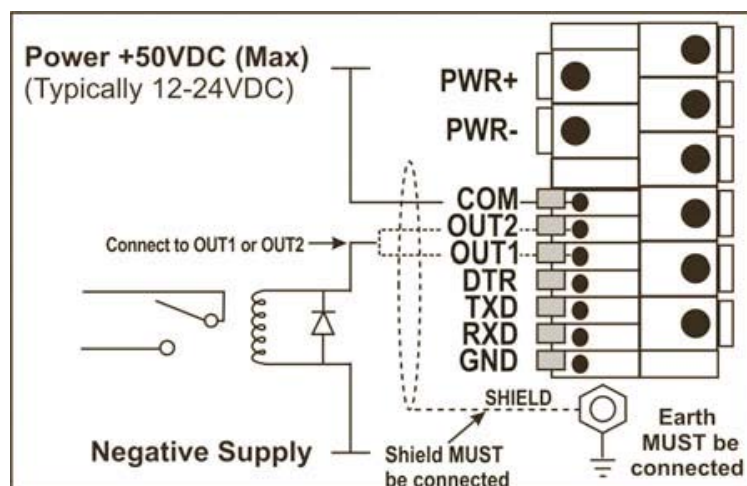 Power +50VDC (Max)
(Typically 12-24VDC)
PWR+
PWR-
COM
OUT2
Connect to OUT1 or OUT2
OUT1
DTR
TXD
RXD
GND
SHIELD
Negative Supply
Shield MUST
be connected
Earth
MUST be
connected